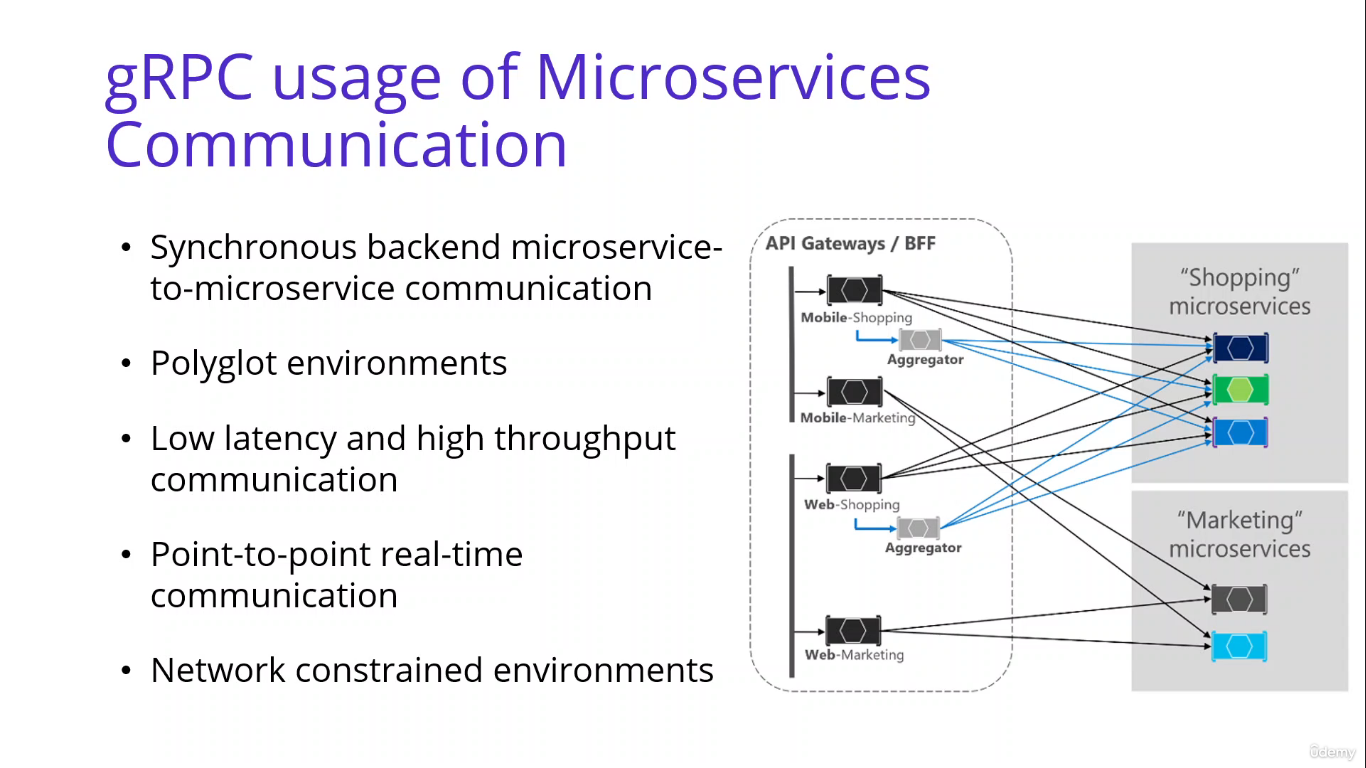 gRPC usage of Microservices
Communication
• Synchronous backend microservice-
to-microservice communication
• Polyglot environments
• Low latency and high throughput
communication
• Point-to-point real-time
communication
• Network constrained environments
API Gateways / BFF
Mobile-Shopping
Aggregator
Mobile-Marketing
Web-Shopping
Aggregator
Web-Marketing
“Shopping”
microservices
“Marketing”
microservices
ûdemy